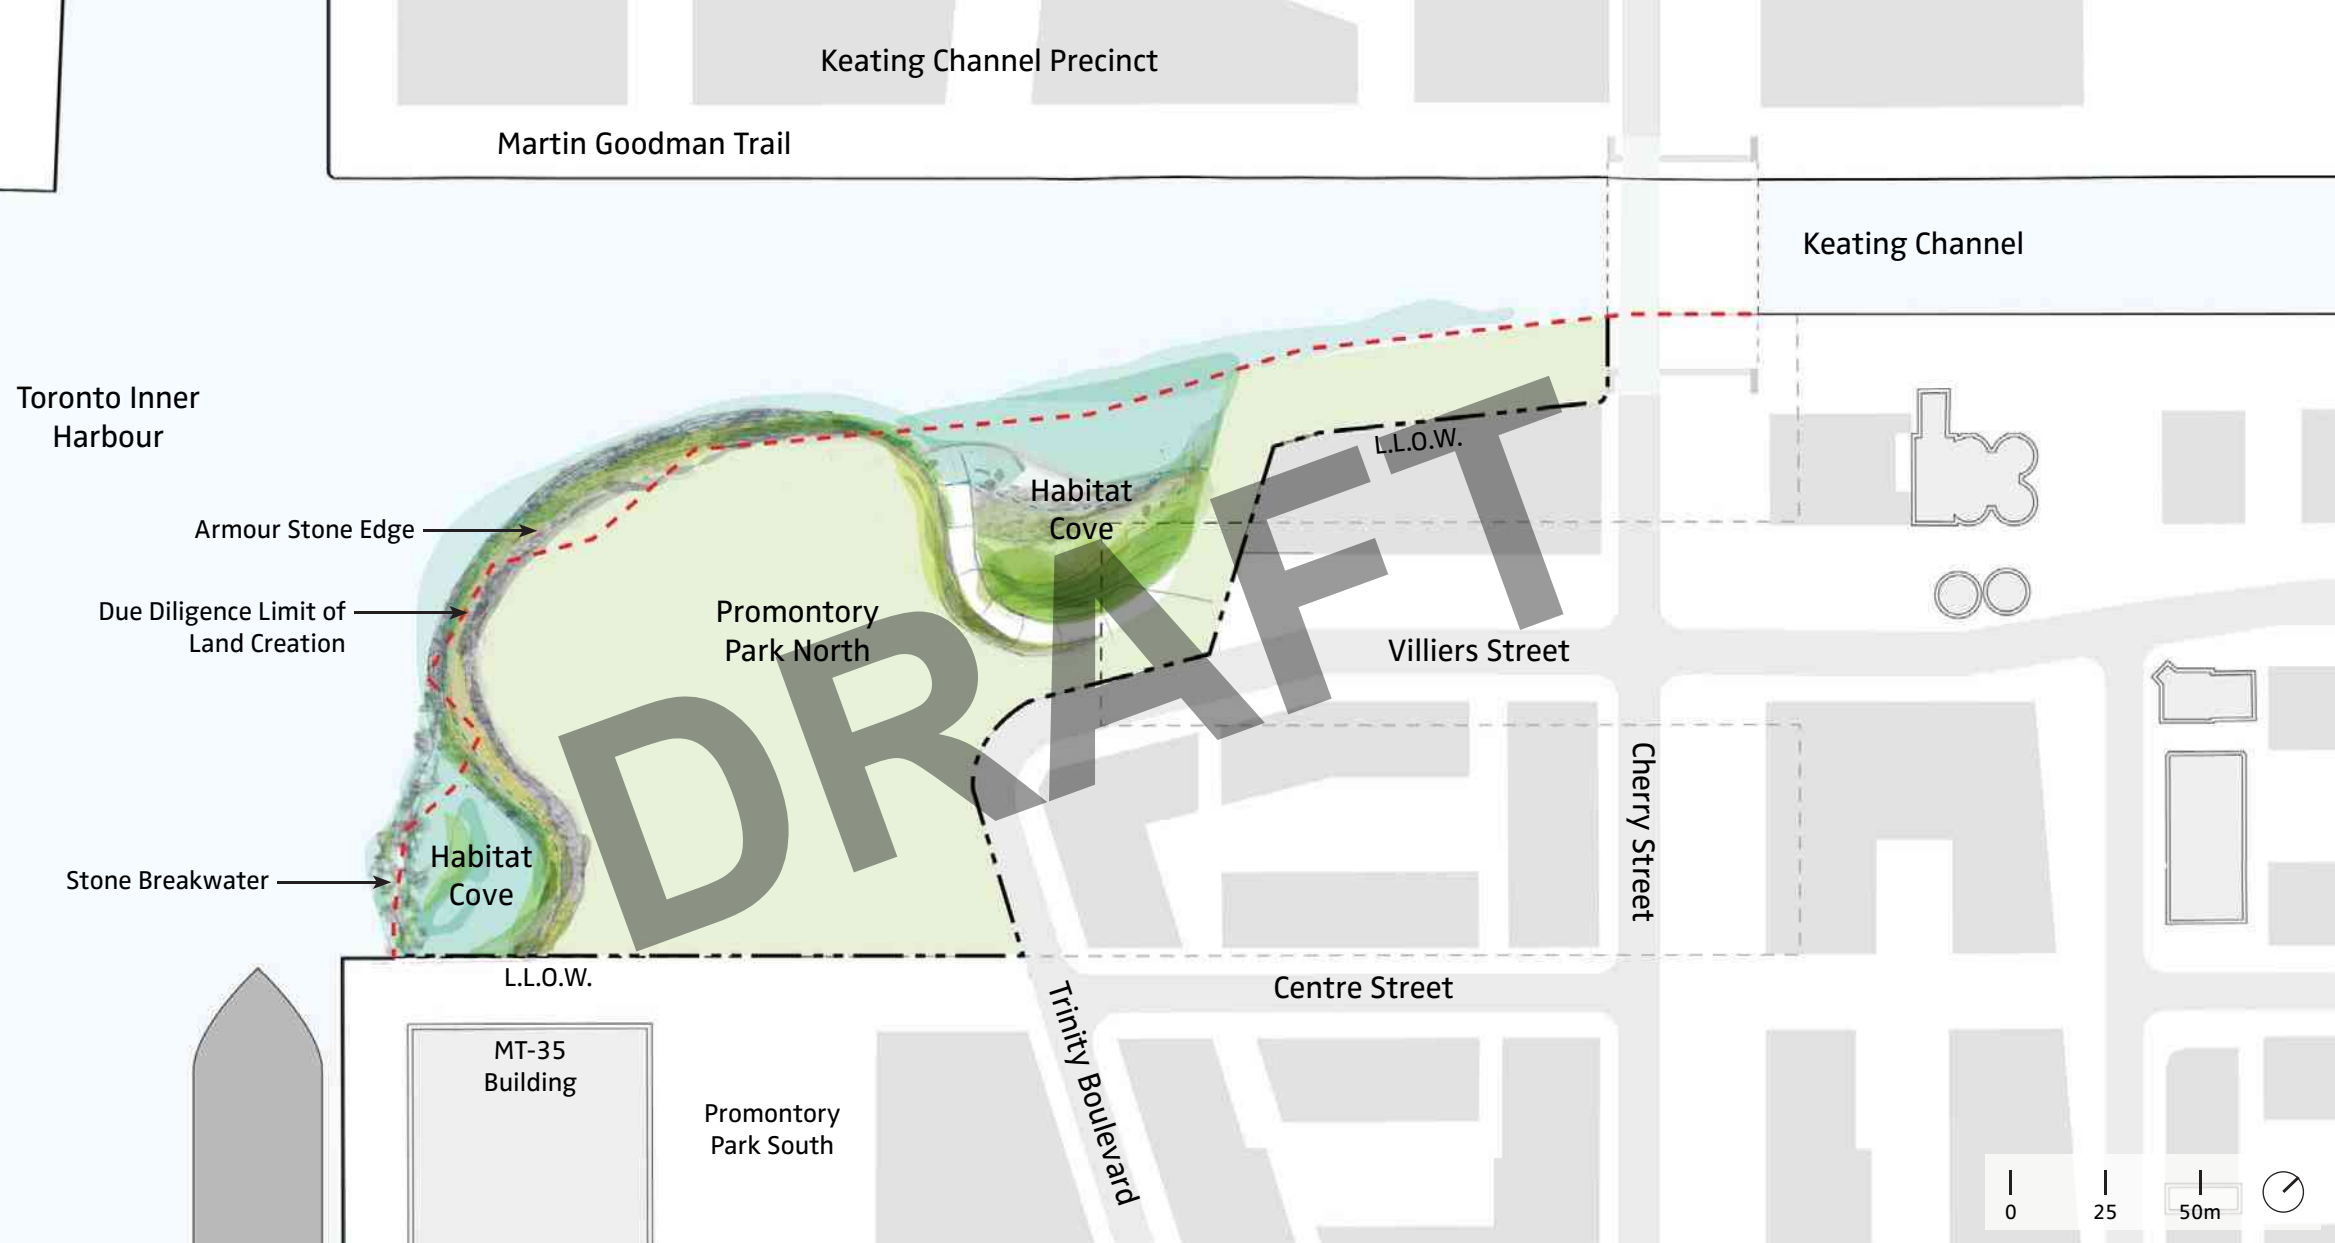 Keating Channel Precinct
Martin Goodman Trail
Keating Channel
Toronto Inner
Harbour
L.L.O.W.
Habitat
Cove
Armour Stone Edge
Due Diligence Limit of
Land Creation
Promontory
Park North
Villiers Street
DRAFT
Cherry Street
Habitat
Cove
Stone Breakwater
L.L.O.W.
Centre Street
Trinity Boulevard
MT-35
Building
Promontory
Park South
0 25 50m